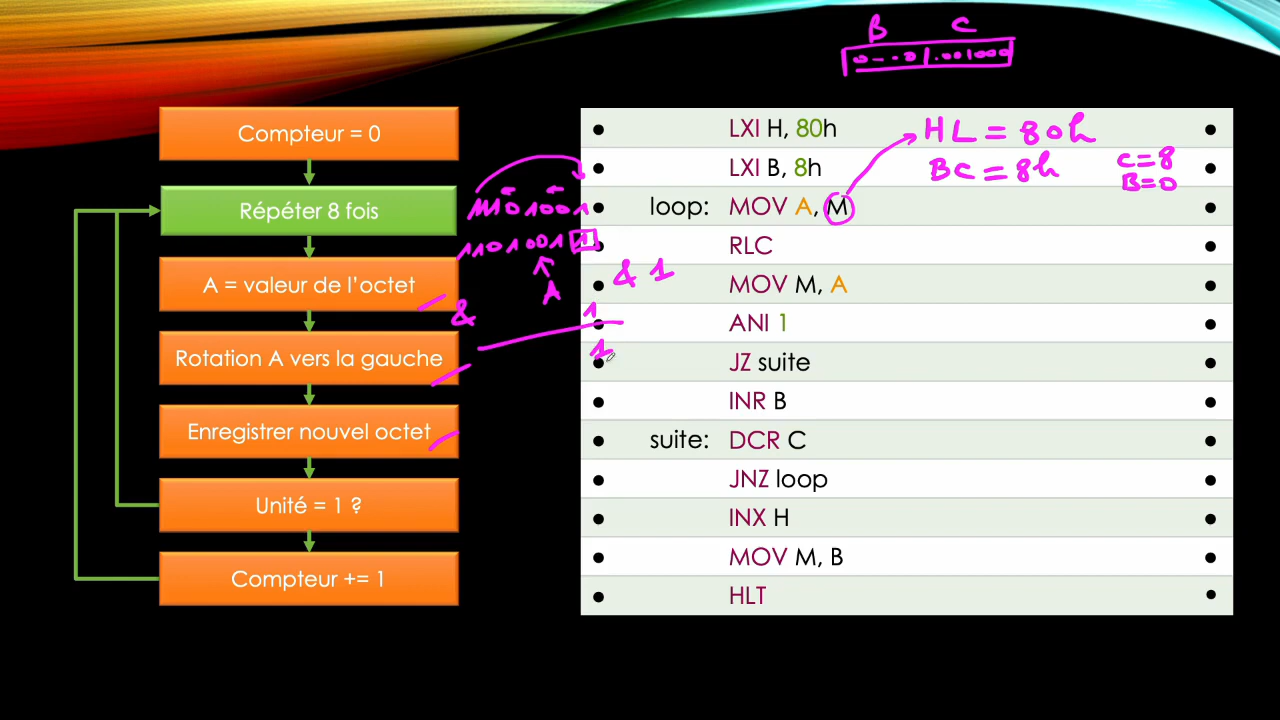 B C
Compteur = 0
Répéter 8 fois
A = valeur de l'octet
Rotation A vers la gauche
Enregistrer nouvel octet
Unité = 1 ?
Compteur += 1
A
&
& 1
1
1
• LXI H, 80h •
HL = 80h
• LXI B, 8h •
BC = 8h
C=8
B=0
• loop: MOV A, M •
• RLC •
• MOV M, A •
• ANI 1 •
• JZ suite •
• INR B •
• suite: DCR C •
• JNZ loop •
• INX H •
• MOV M, B •
• HLT •